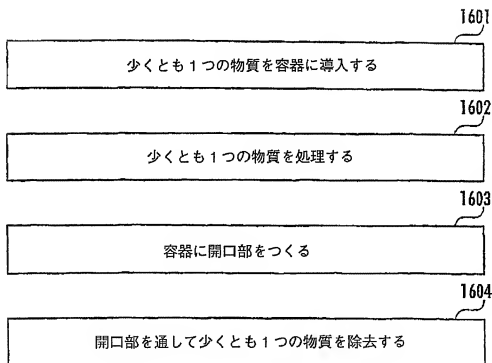 1601
少くとも1つの物質を容器に導入する
1602
少くとも1つの物質を処理する
1603
容器に開口部をつくる
1604
開口部を通して少くとも1つの物質を除去する